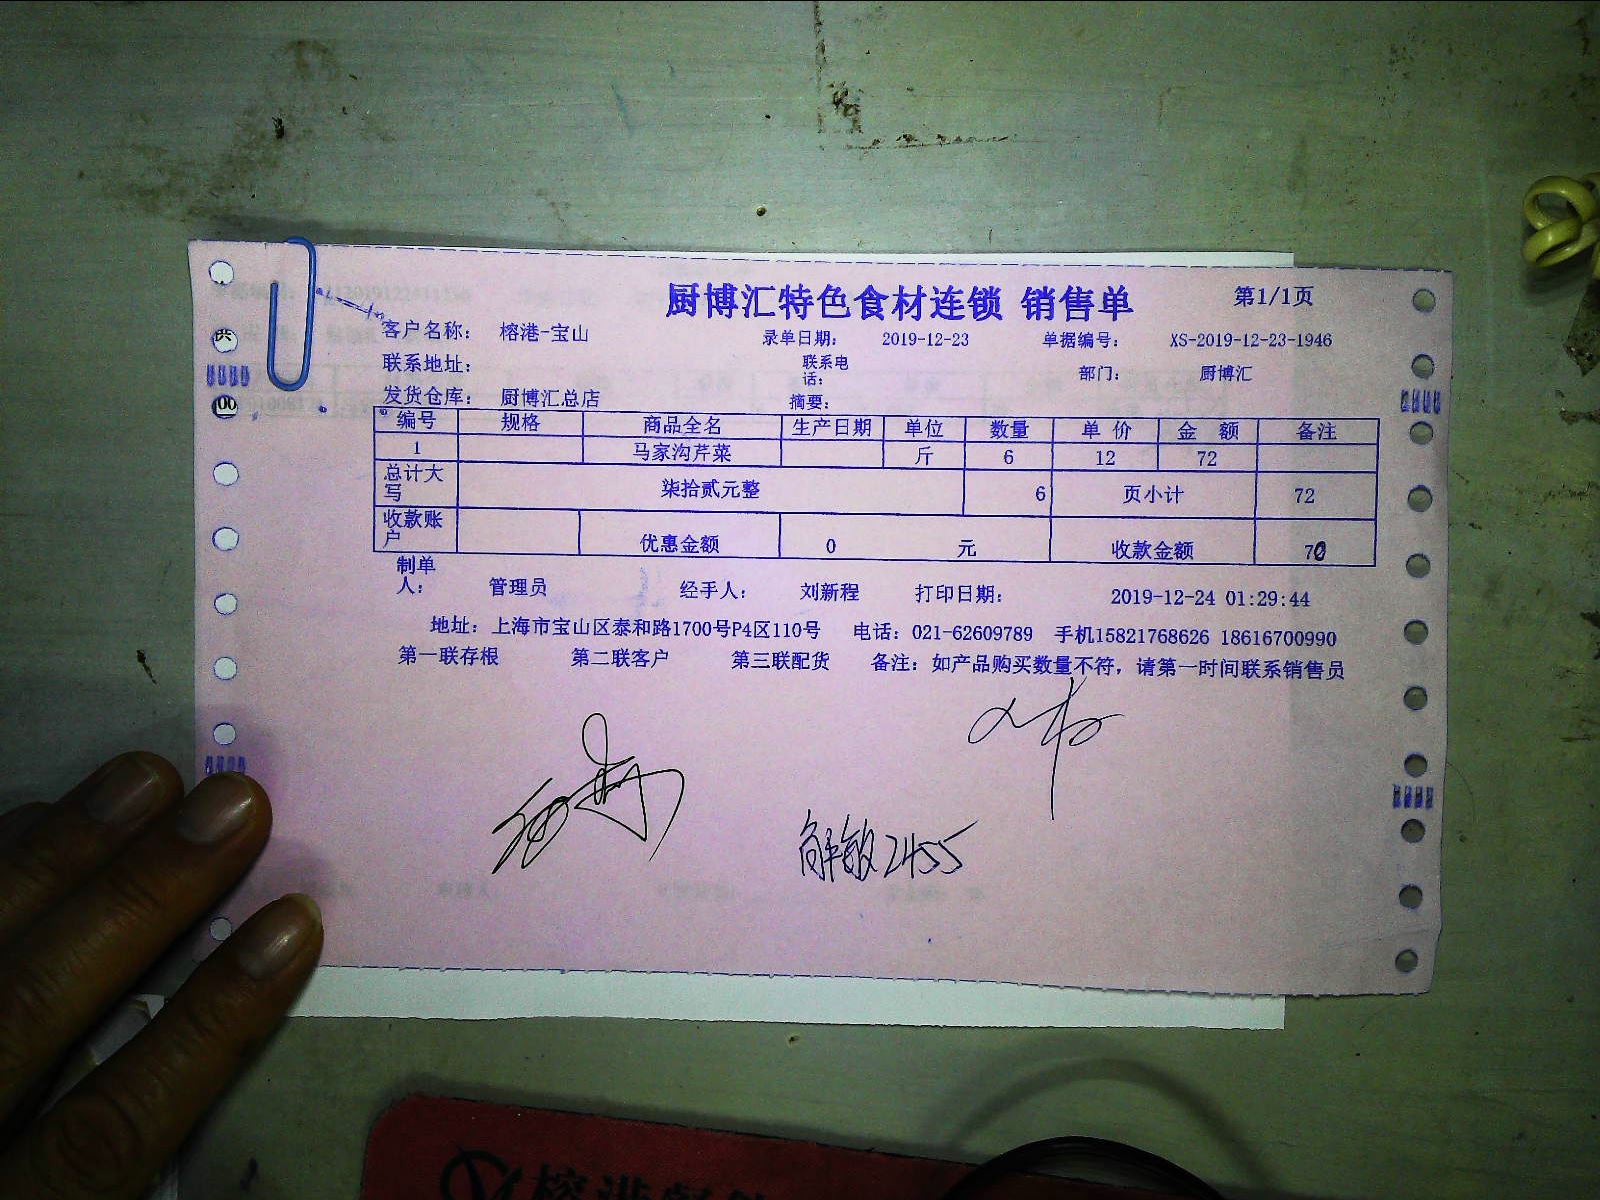 厨博汇特色食材连锁 销售单 第1/1页
客户名称： 榕港-宝山 录单日期： 2019-12-23 单据编号： XS-2019-12-23-1946
联系地址： 联系电话： 部门： 厨博汇
发货仓库： 厨博汇总店 摘要：
编号 规格 商品全名 生产日期 单位 数量 单价 金额 备注
1 马家沟芹菜 斤 6 12 72
总计大写 柒拾贰元整 6 页小计 72
收款账户 优惠金额 0 元 收款金额 70
制单人： 管理员 经手人： 刘新程 打印日期： 2019-12-24 01:29:44
地址：上海市宝山区泰和路1700号P4区110号 电话：021-62609789 手机15821768626 18616700990
第一联存根 第二联客户 第三联配货 备注：如产品购买数量不符，请第一时间联系销售员
解敏2455
供
00
榕港